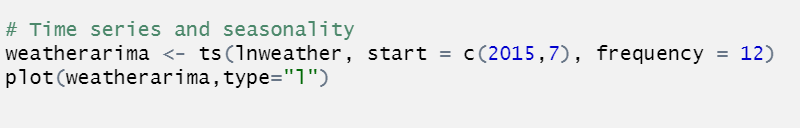 # Time series and seasonality
weatherarima <- ts(lnweather, start = c(2015,7), frequency = 12)
plot(weatherarima,type="l")